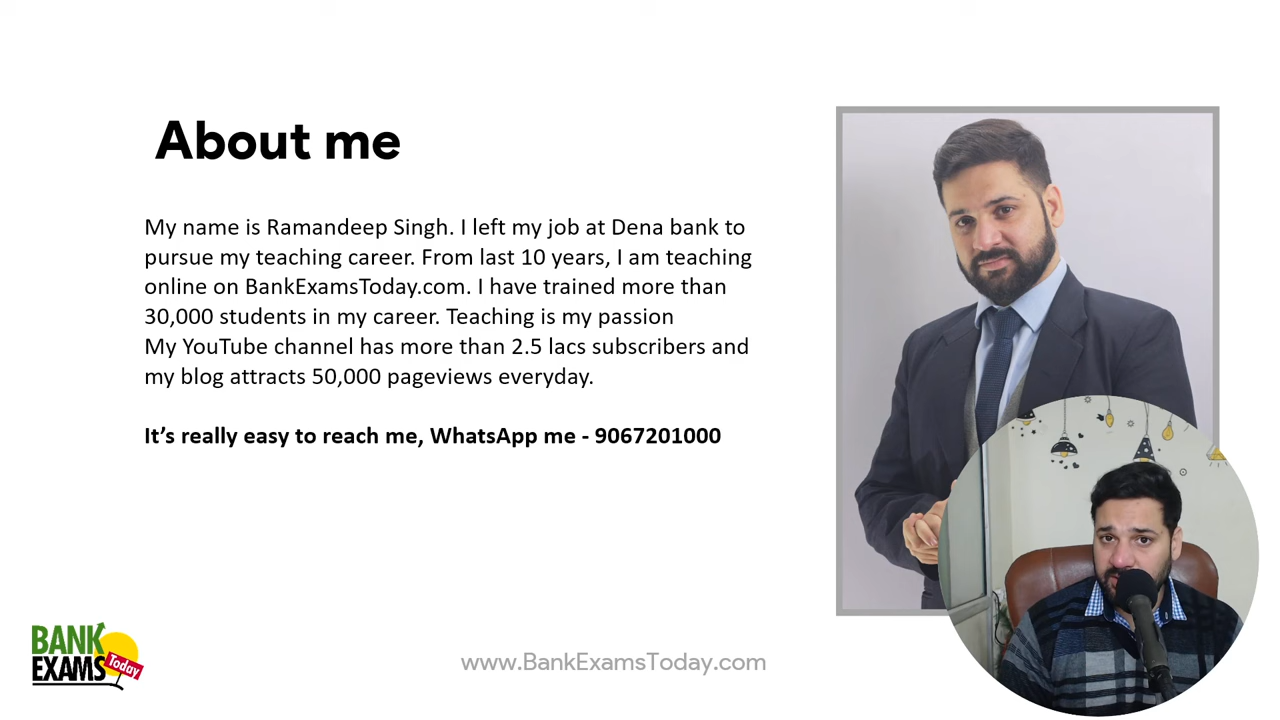 About me
My name is Ramandeep Singh. I left my job at Dena bank to
pursue my teaching career. From last 10 years, I am teaching
online on BankExamsToday.com. I have trained more than
30,000 students in my career. Teaching is my passion
My YouTube channel has more than 2.5 lacs subscribers and
my blog attracts 50,000 pageviews everyday.
It’s really easy to reach me, WhatsApp me - 9067201000
BANK
EXAMS Today
www.BankExamsToday.com